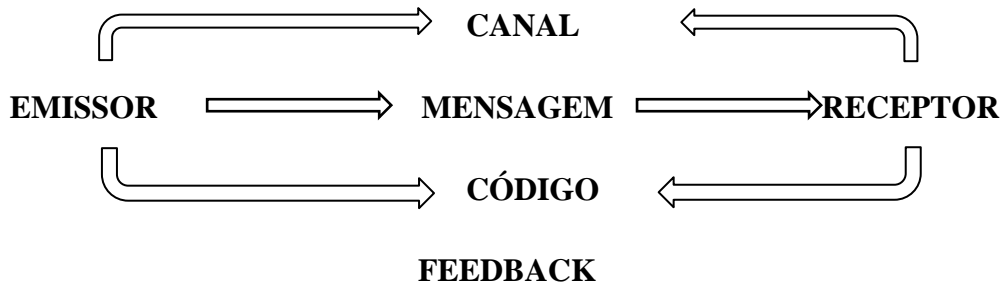 CANAL
EMISSOR MENSAGEM RECEPTOR
CÓDIGO
FEEDBACK